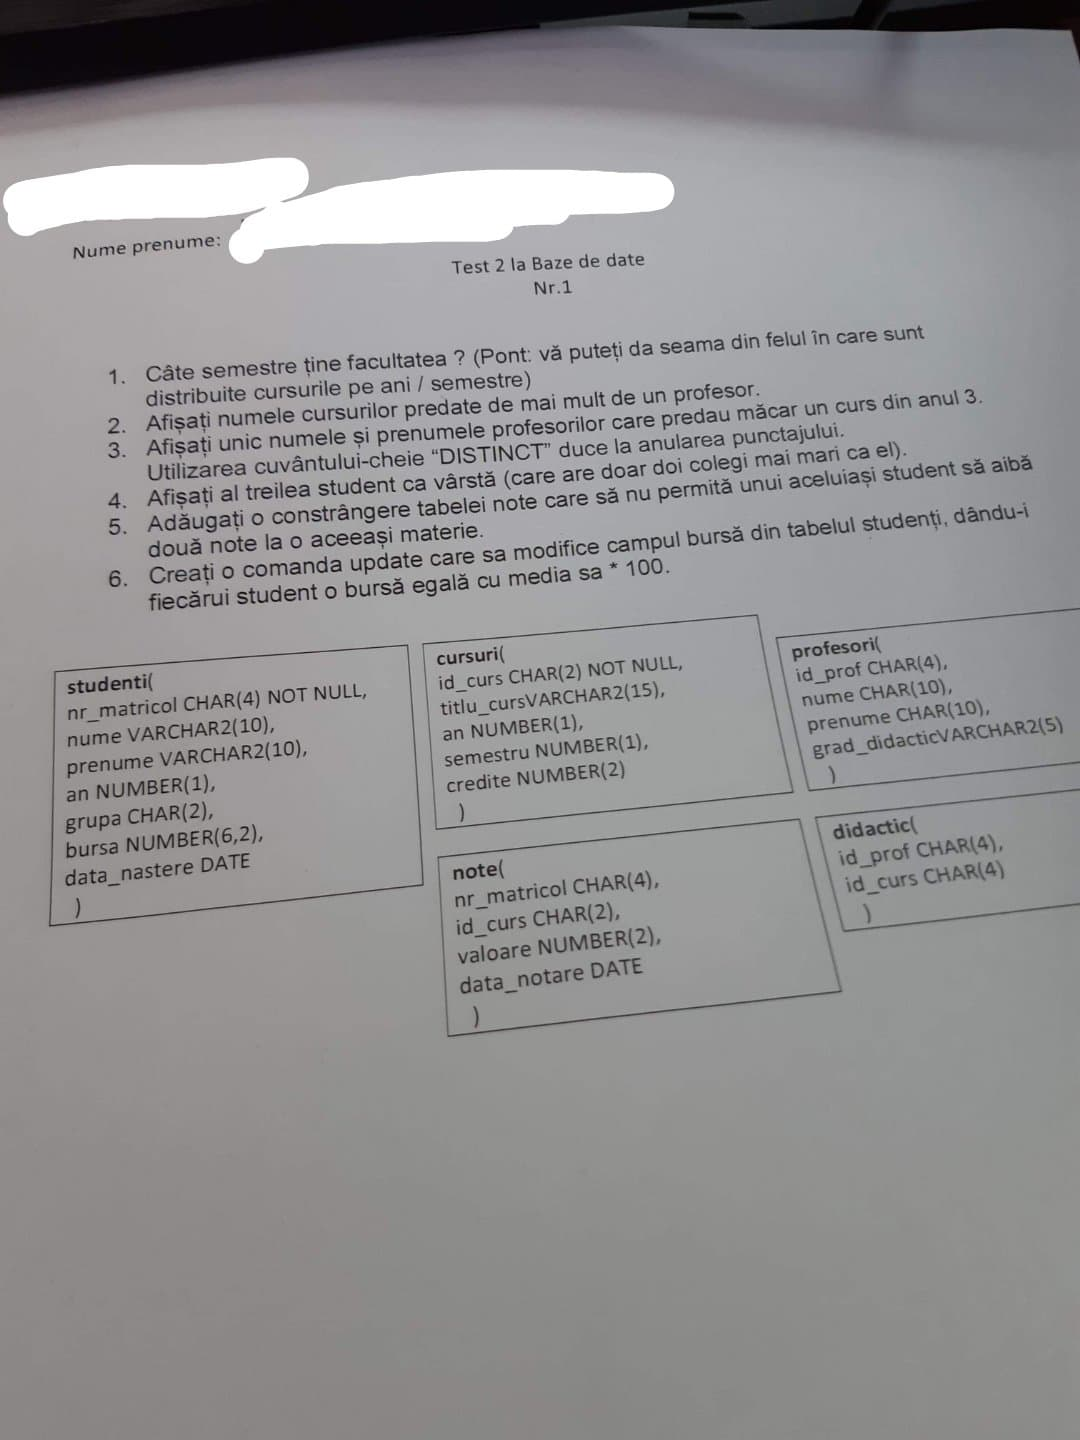 Nume prenume:
Test 2 la Baze de date
Nr.1
1. Câte semestre ține facultatea ? (Pont: vă puteți da seama din felul în care sunt
distribuite cursurile pe ani / semestre)
2. Afișați numele cursurilor predate de mai mult de un profesor.
3. Afișați unic numele și prenumele profesorilor care predau măcar un curs din anul 3.
Utilizarea cuvântului-cheie “DISTINCT” duce la anularea punctajului.
4. Afișați al treilea student ca vârstă (care are doar doi colegi mai mari ca el).
5. Adăugați o constrângere tabelei note care să nu permită unui aceluiași student să aibă
două note la o aceeași materie.
6. Creați o comanda update care sa modifice campul bursă din tabelul studenți, dându-i
fiecărui student o bursă egală cu media sa * 100.
studenti(
nr_matricol CHAR(4) NOT NULL,
nume VARCHAR2(10),
prenume VARCHAR2(10),
an NUMBER(1),
grupa CHAR(2),
bursa NUMBER(6,2),
data_nastere DATE
)
cursuri(
id_curs CHAR(2) NOT NULL,
titlu_cursVARCHAR2(15),
an NUMBER(1),
semestru NUMBER(1),
credite NUMBER(2)
)
profesori(
id_prof CHAR(4),
nume CHAR(10),
prenume CHAR(10),
grad_didacticVARCHAR2(5)
)
note(
nr_matricol CHAR(4),
id_curs CHAR(2),
valoare NUMBER(2),
data_notare DATE
)
didactic(
id_prof CHAR(4),
id_curs CHAR(4)
)